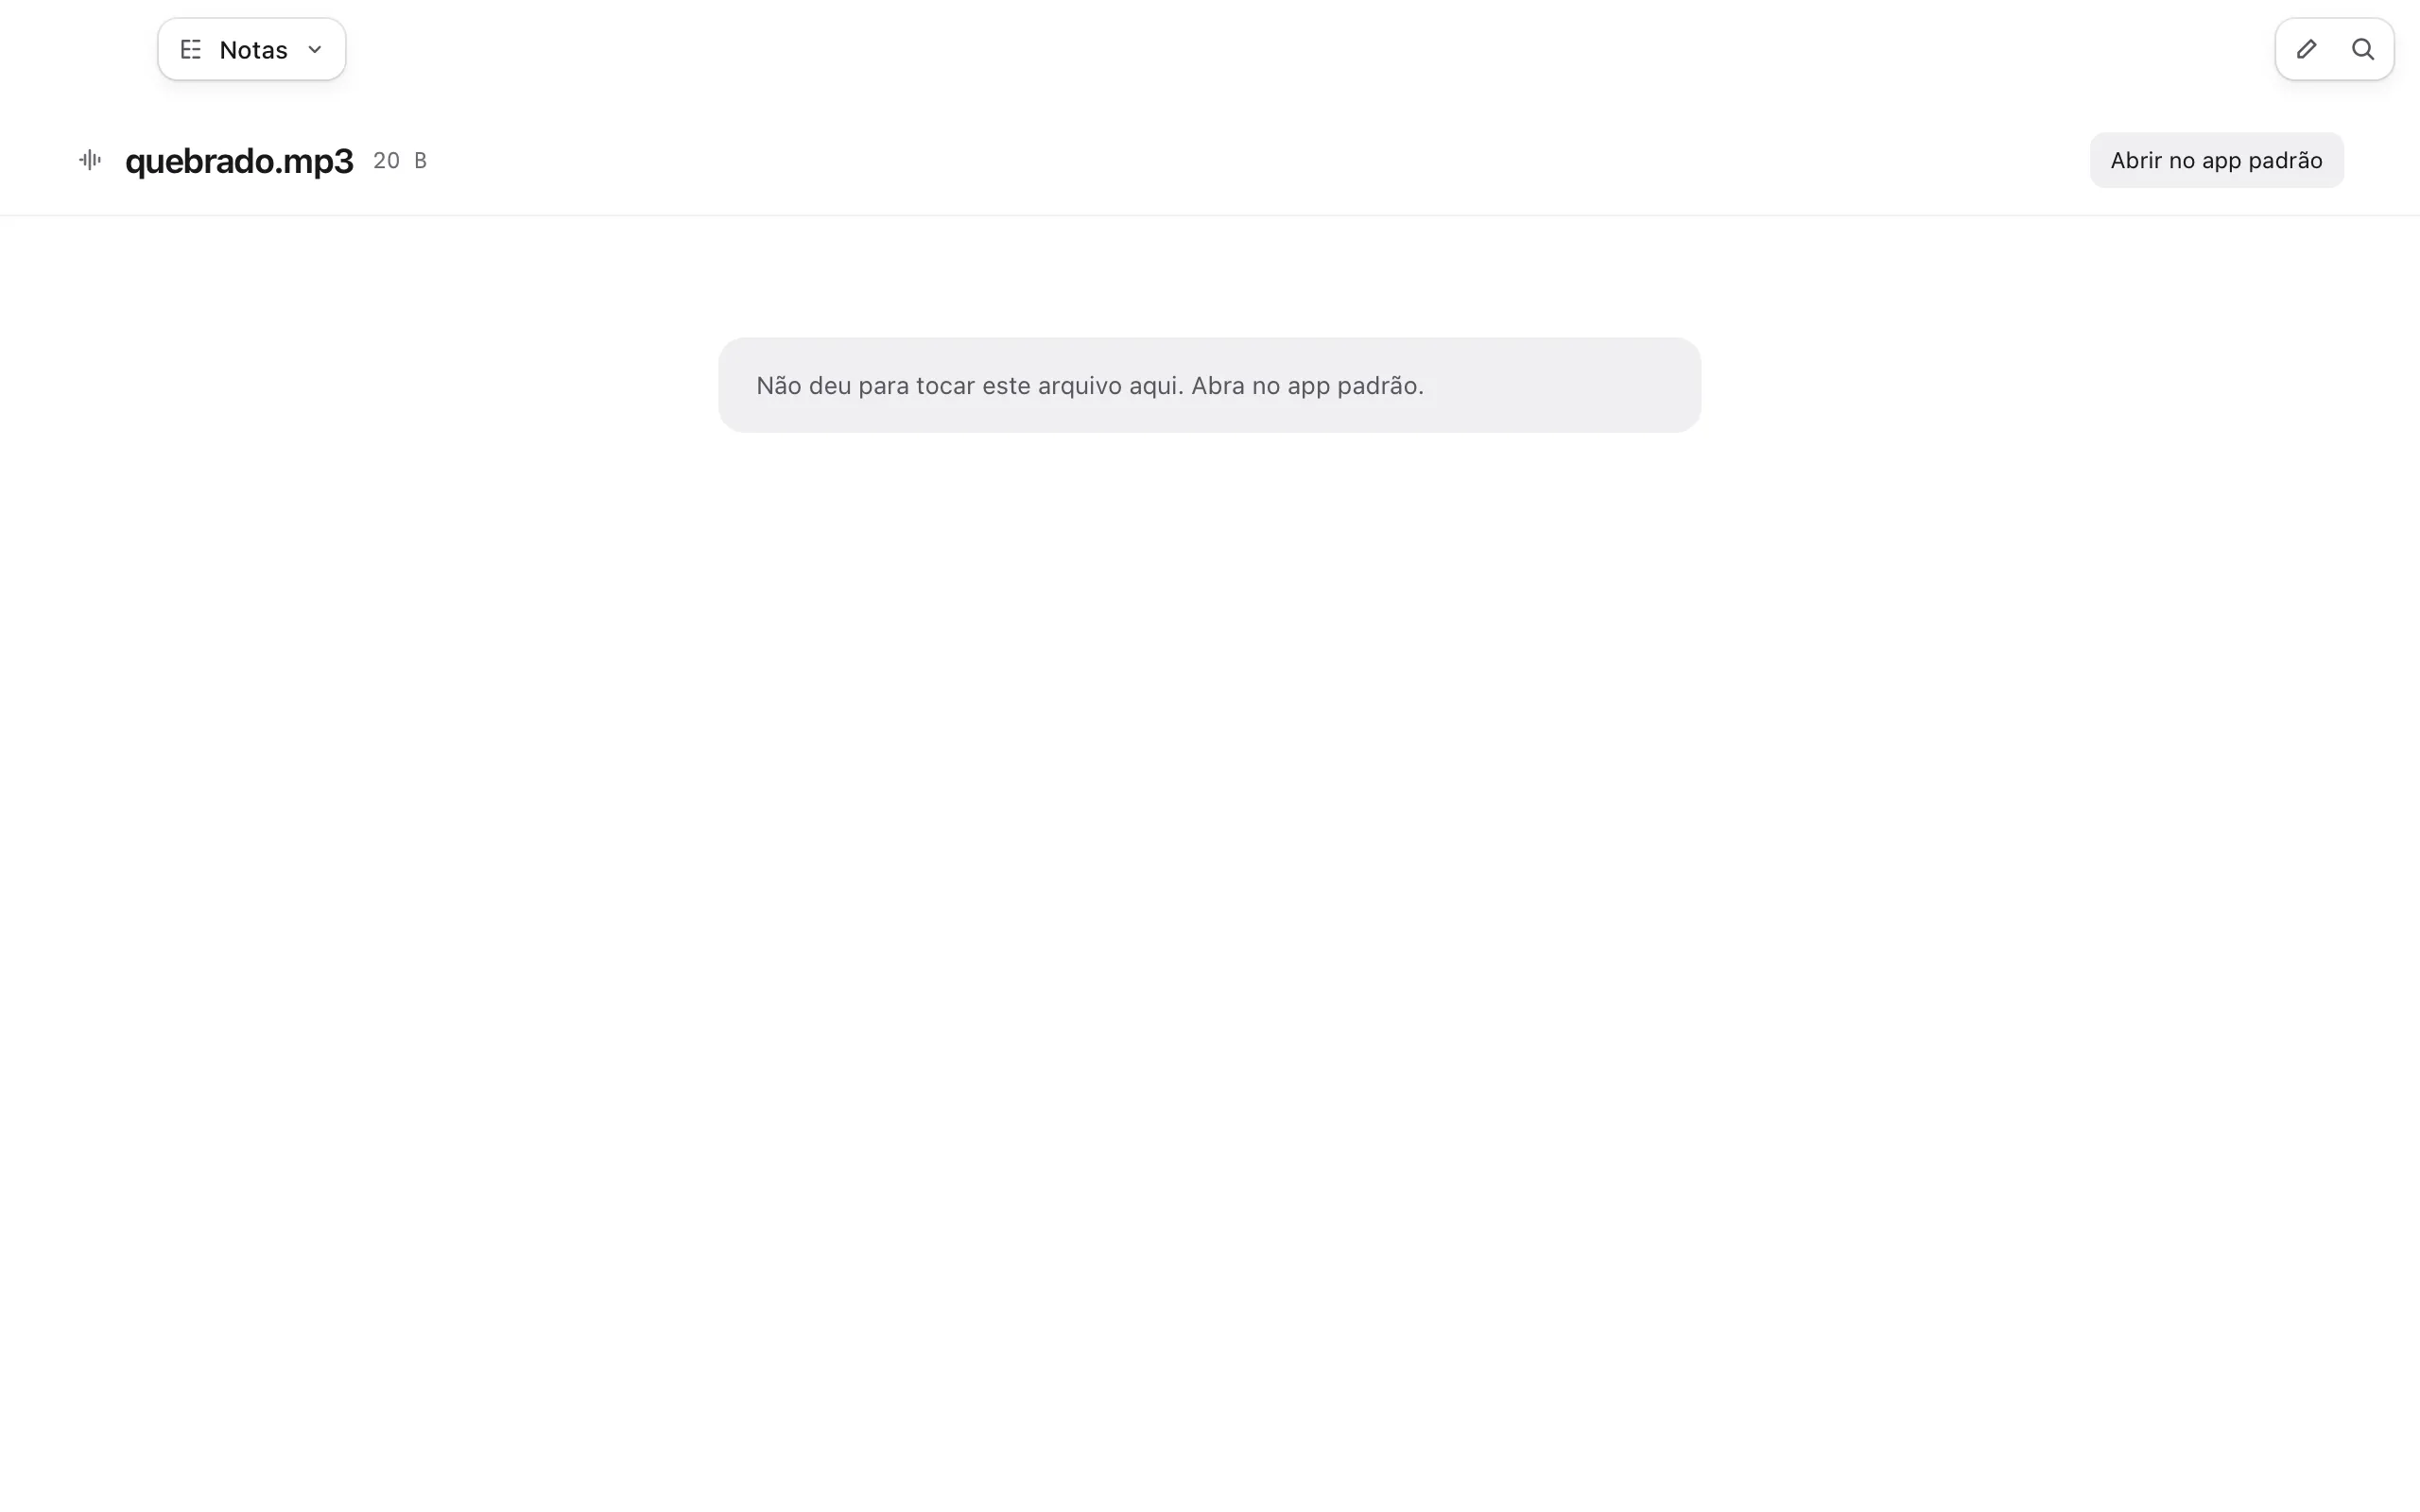 Notas
quebrado.mp3 20 B
Abrir no app padrão
Não deu para tocar este arquivo aqui. Abra no app padrão.